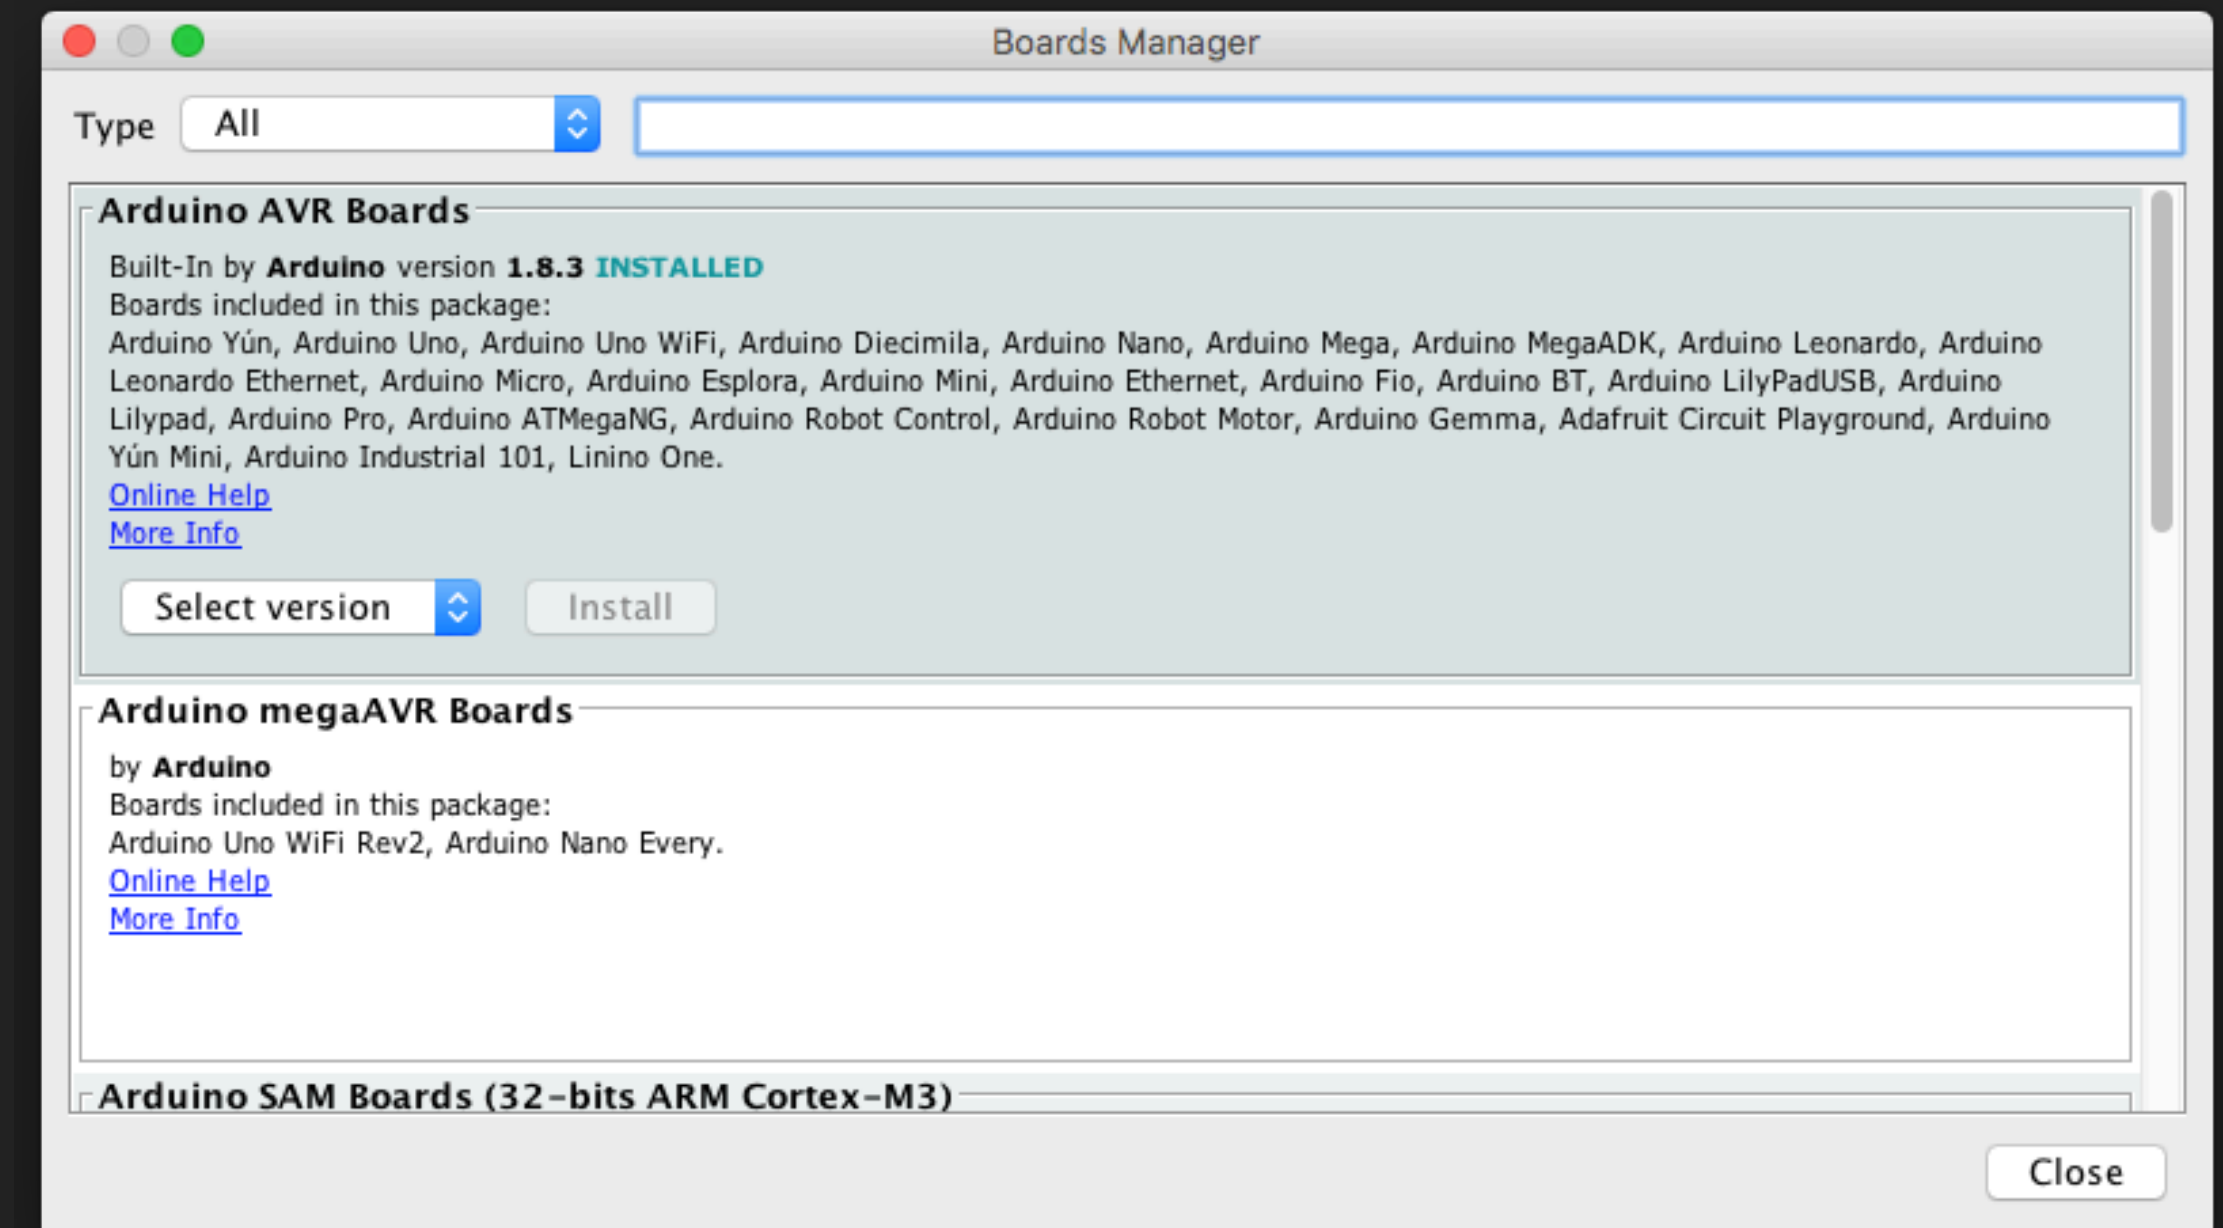 Boards Manager
Type All
Arduino AVR Boards
Built-In by Arduino version 1.8.3 INSTALLED
Boards included in this package:
Arduino Yún, Arduino Uno, Arduino Uno WiFi, Arduino Diecimila, Arduino Nano, Arduino Mega, Arduino MegaADK, Arduino Leonardo, Arduino
Leonardo Ethernet, Arduino Micro, Arduino Esplora, Arduino Mini, Arduino Ethernet, Arduino Fio, Arduino BT, Arduino LilyPadUSB, Arduino
Lilypad, Arduino Pro, Arduino ATMegaNG, Arduino Robot Control, Arduino Robot Motor, Arduino Gemma, Adafruit Circuit Playground, Arduino
Yún Mini, Arduino Industrial 101, Linino One.
Online Help
More Info
Select version Install
Arduino megaAVR Boards
by Arduino
Boards included in this package:
Arduino Uno WiFi Rev2, Arduino Nano Every.
Online Help
More Info
Arduino SAM Boards (32-bits ARM Cortex-M3)
Close